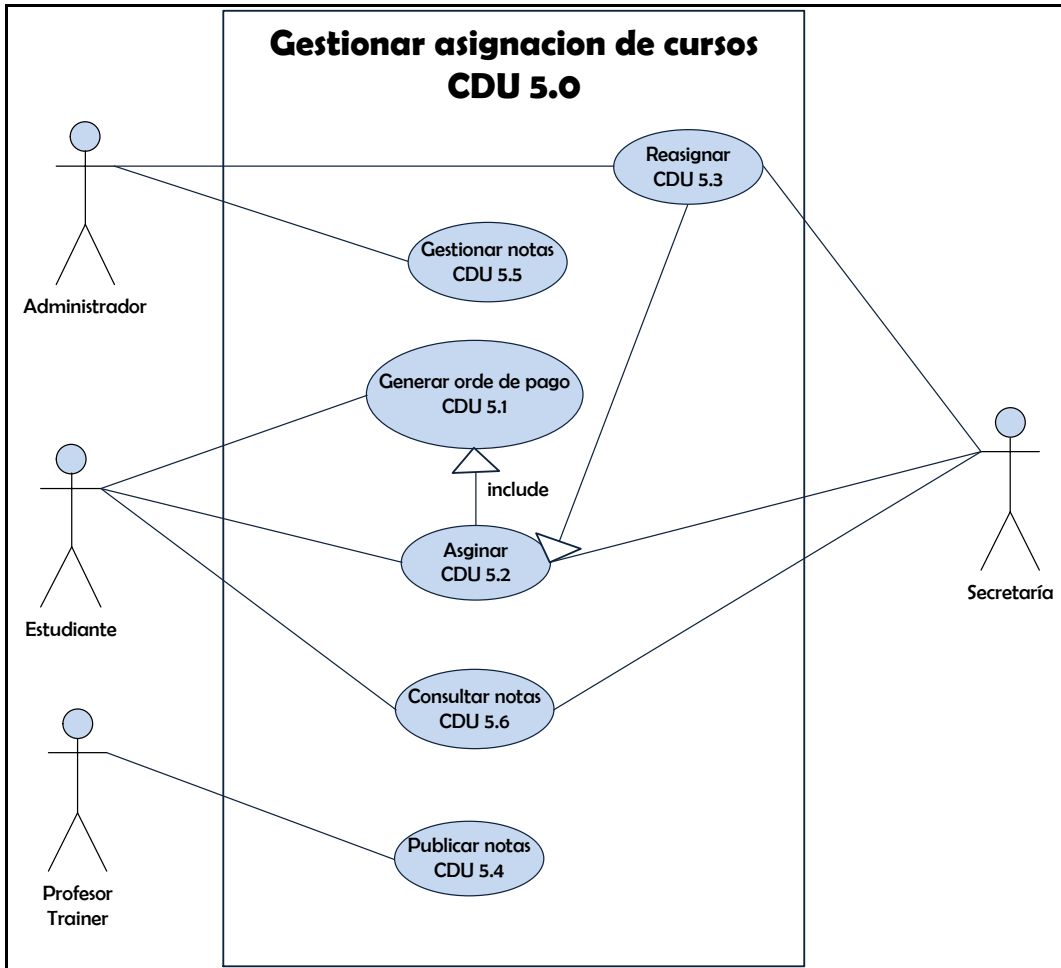 Gestionar asignacion de cursos
CDU 5.0
Reasignar
CDU 5.3
Gestionar notas
CDU 5.5
Administrador
Generar orde de pago
CDU 5.1
include
Asginar
CDU 5.2
Secretaría
Estudiante
Consultar notas
CDU 5.6
Publicar notas
CDU 5.4
Profesor
Trainer